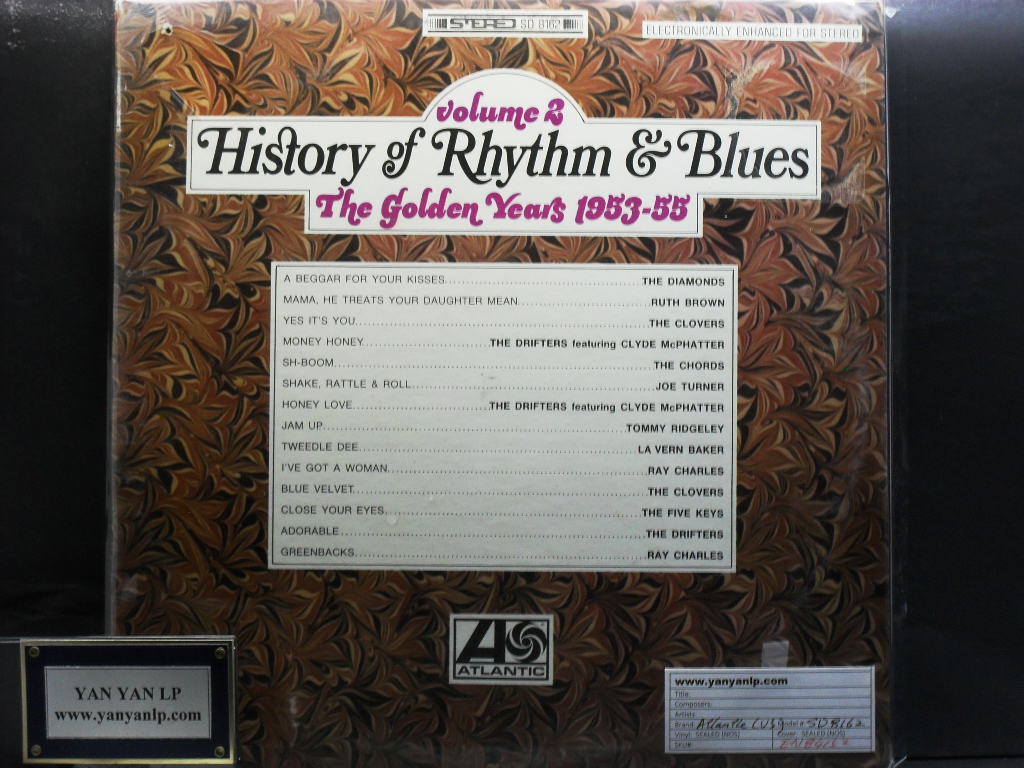 STEREO SD 8162
ELECTRONICALLY ENHANCED FOR STEREO
volume 2
History of Rhythm & Blues
The Golden Years 1953-55
A BEGGAR FOR YOUR KISSES THE DIAMONDS
MAMA, HE TREATS YOUR DAUGHTER MEAN RUTH BROWN
YES IT'S YOU THE CLOVERS
MONEY HONEY THE DRIFTERS featuring CLYDE McPHATTER
SH-BOOM THE CHORDS
SHAKE, RATTLE & ROLL JOE TURNER
HONEY LOVE THE DRIFTERS featuring CLYDE McPHATTER
JAM UP TOMMY RIDGELEY
TWEEDLE DEE LA VERN BAKER
I'VE GOT A WOMAN RAY CHARLES
BLUE VELVET THE CLOVERS
CLOSE YOUR EYES THE FIVE KEYS
ADORABLE THE DRIFTERS
GREENBACKS RAY CHARLES
A
ATLANTIC
YAN YAN LP
www.yanyanlp.com
www.yanyanlp.com
Title:
Composers:
Artists:
Brand: Atlantic (US) Model#: SD8162
Vinyl: SEALED (NOS) Cover: SEALED (NOS)
SKU#: